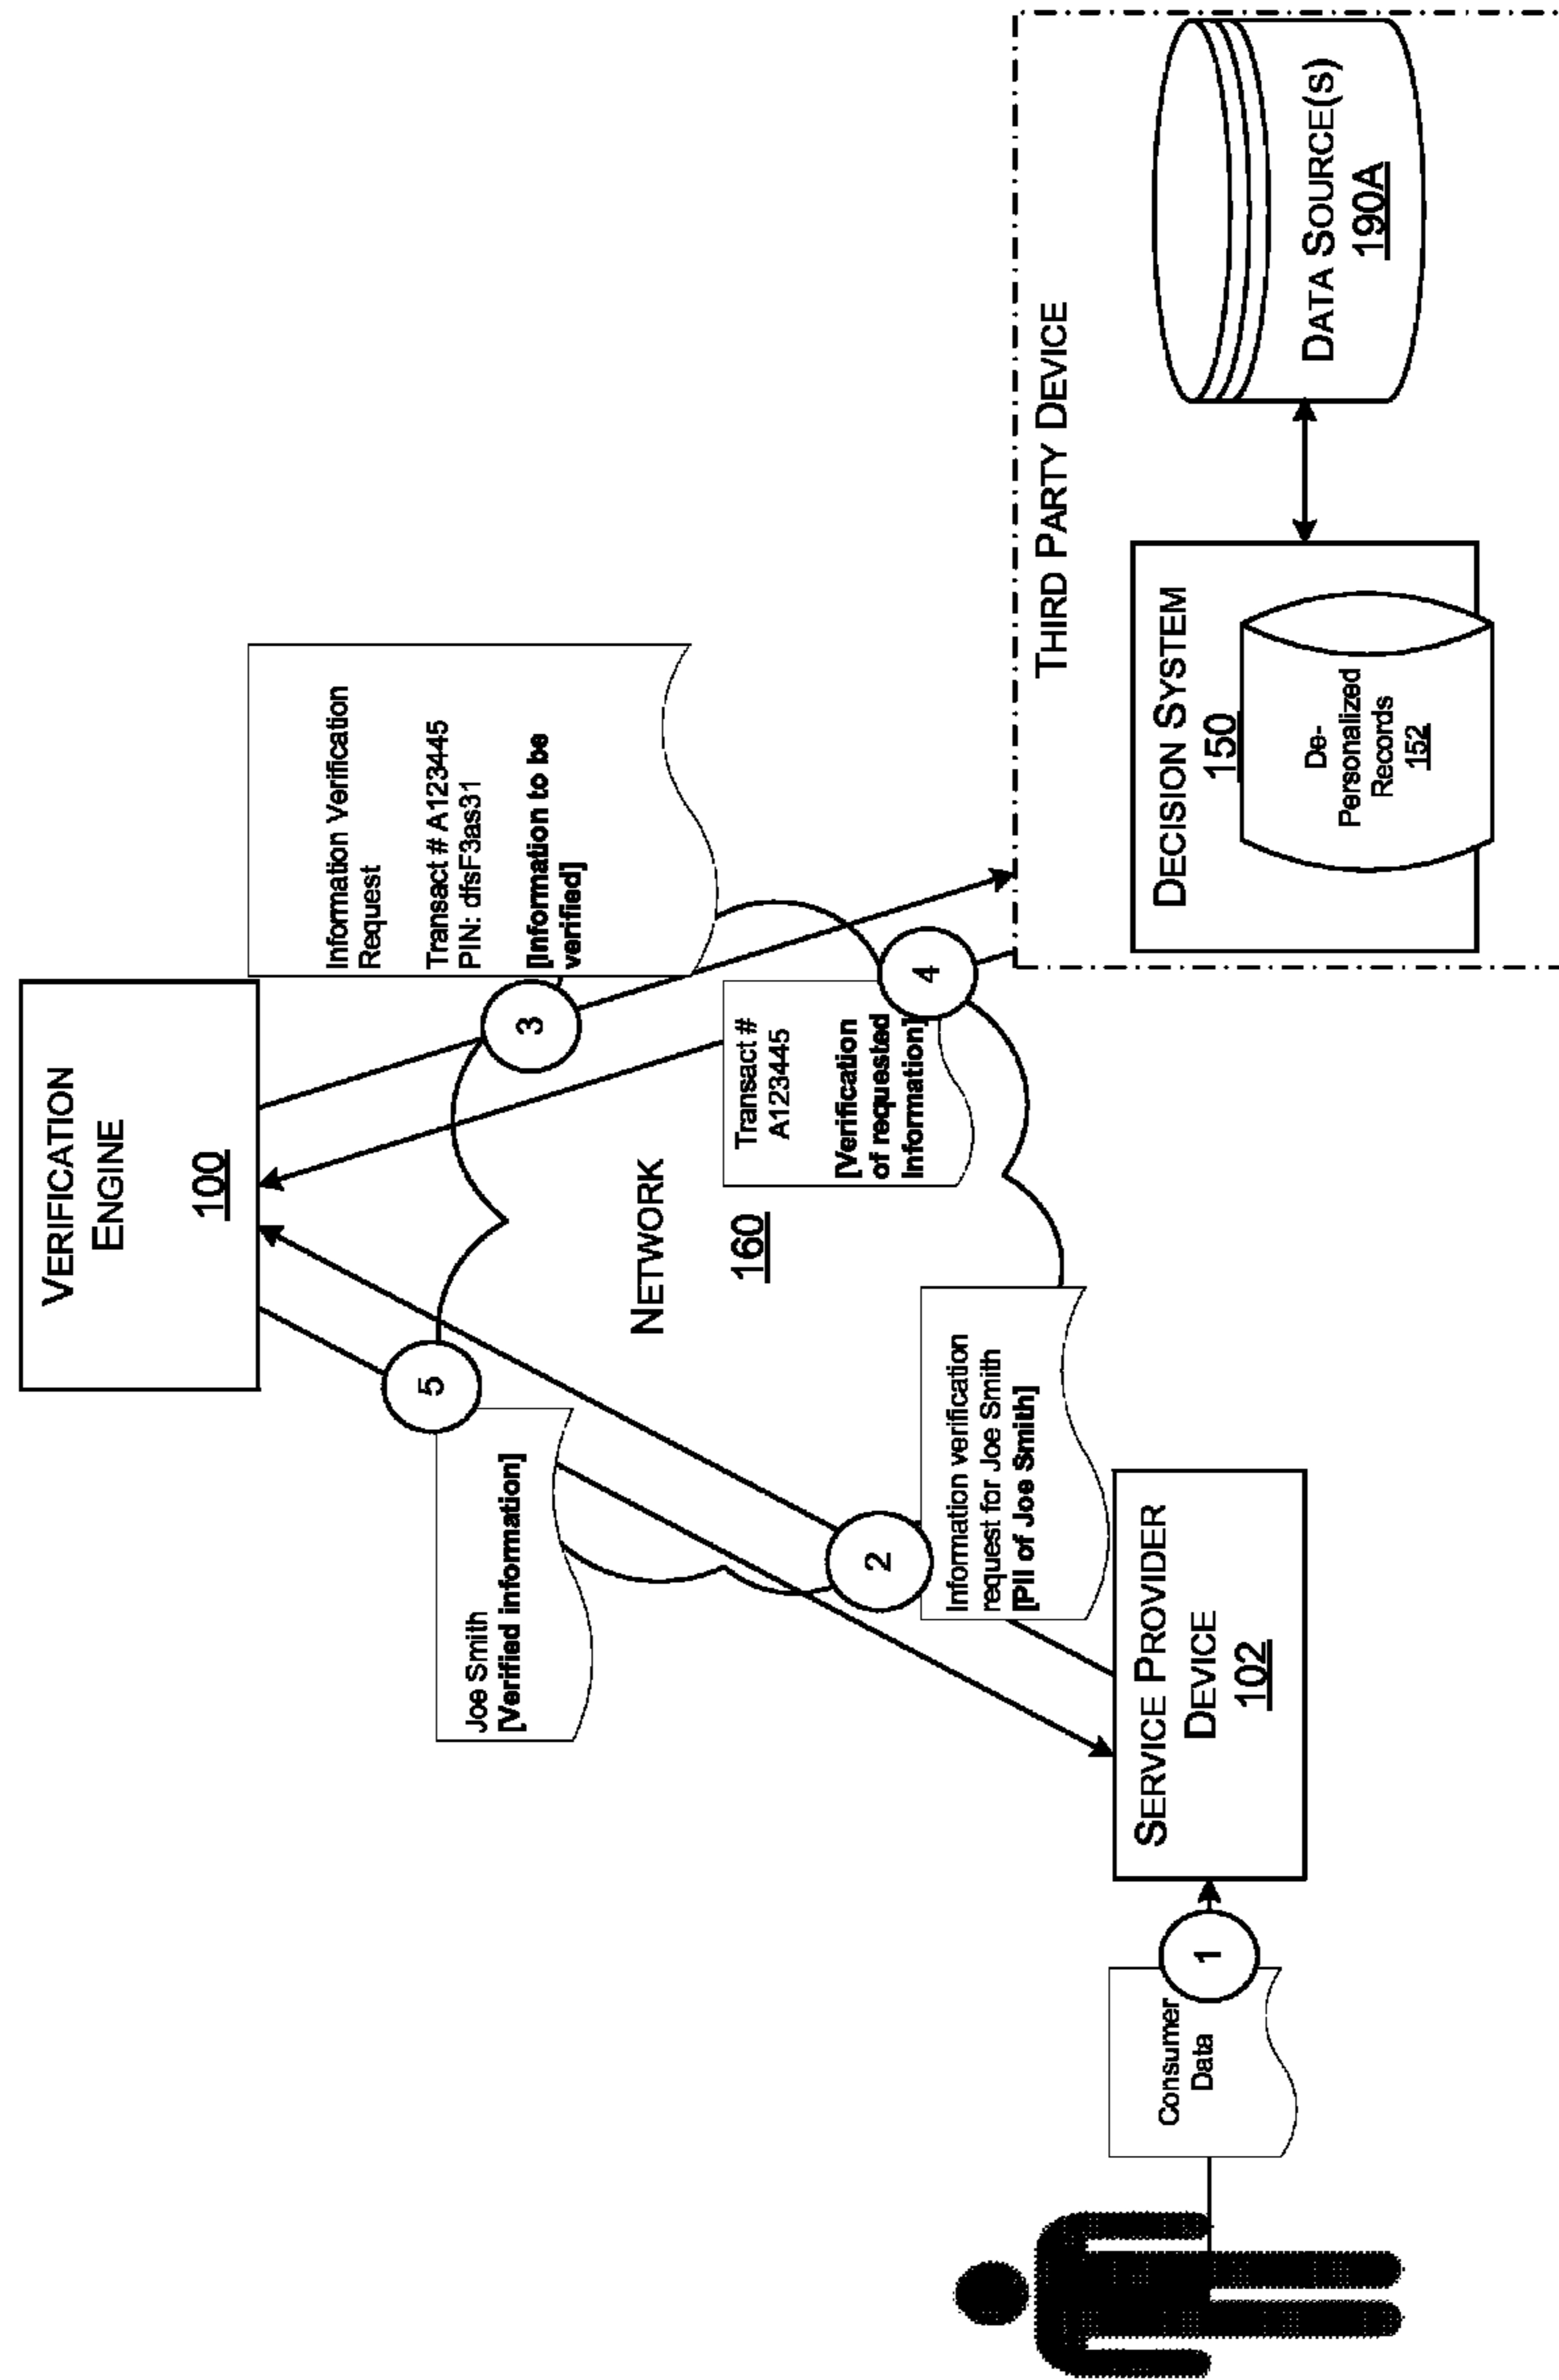 VERIFICATION
ENGINE
100
Information Verification
Request
Transact # A123445
PIN: dfsF3as31
[Information to be
verified]
3
5
Joe Smith
[Verified information]
NETWORK
160
Transact #
A123445
[Verification
of requested
Information]
4
2
Information verification
request for Joe Smith
[PII of Joe Smith]
Consumer
Data
1
SERVICE PROVIDER
DEVICE
102
THIRD PARTY DEVICE
DECISION SYSTEM
150
De-
Personalized
Records
152
DATA SOURCE(S)
190A